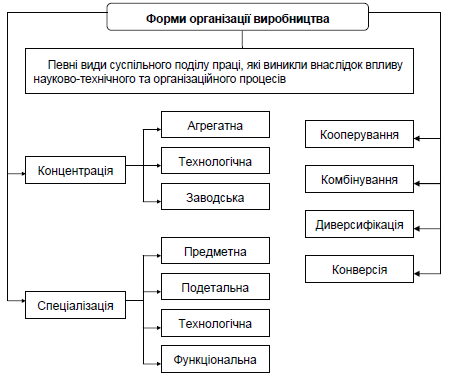 Форми організації виробництва
Певні види суспільного поділу праці, які виникли внаслідок впливу
науково-технічного та організаційного процесів
Концентрація
Агрегатна
Технологічна
Заводська
Спеціалізація
Предметна
Подетальна
Технологічна
Функціональна
Кооперування
Комбінування
Диверсифікація
Конверсія